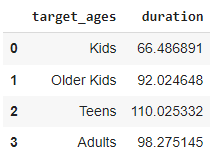 target_ages duration
0 Kids 66.486891
1 Older Kids 92.024648
2 Teens 110.025332
3 Adults 98.275145